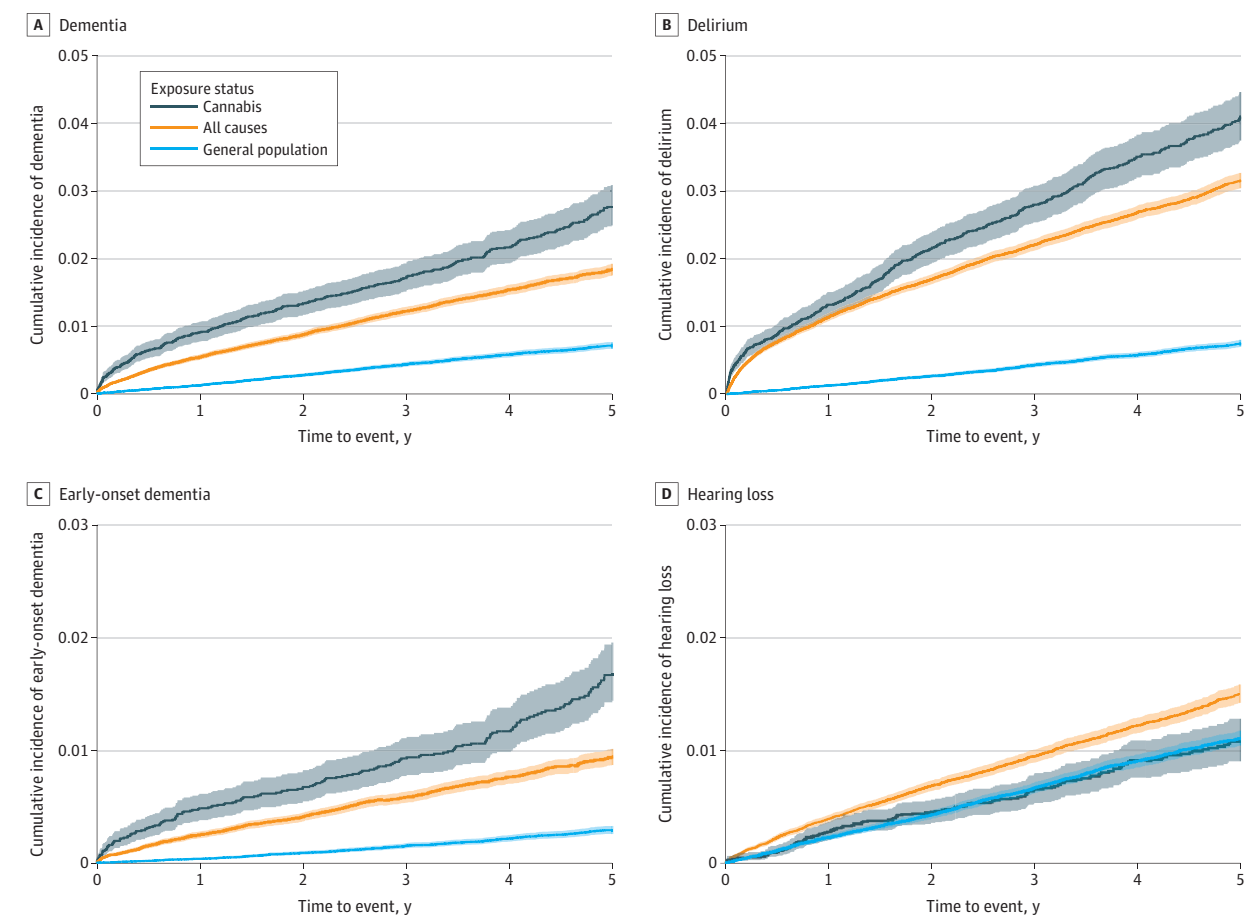 A Dementia
0.05
0.04
0.03
0.02
0.01
0
Cumulative incidence of dementia
Exposure status
Cannabis
All causes
General population
0 1 2 3 4 5
Time to event, y
B Delirium
0.05
0.04
0.03
0.02
0.01
0
Cumulative incidence of delirium
0 1 2 3 4 5
Time to event, y
C Early-onset dementia
0.03
0.02
0.01
0
Cumulative incidence of early-onset dementia
0 1 2 3 4 5
Time to event, y
D Hearing loss
0.03
0.02
0.01
0
Cumulative incidence of hearing loss
0 1 2 3 4 5
Time to event, y